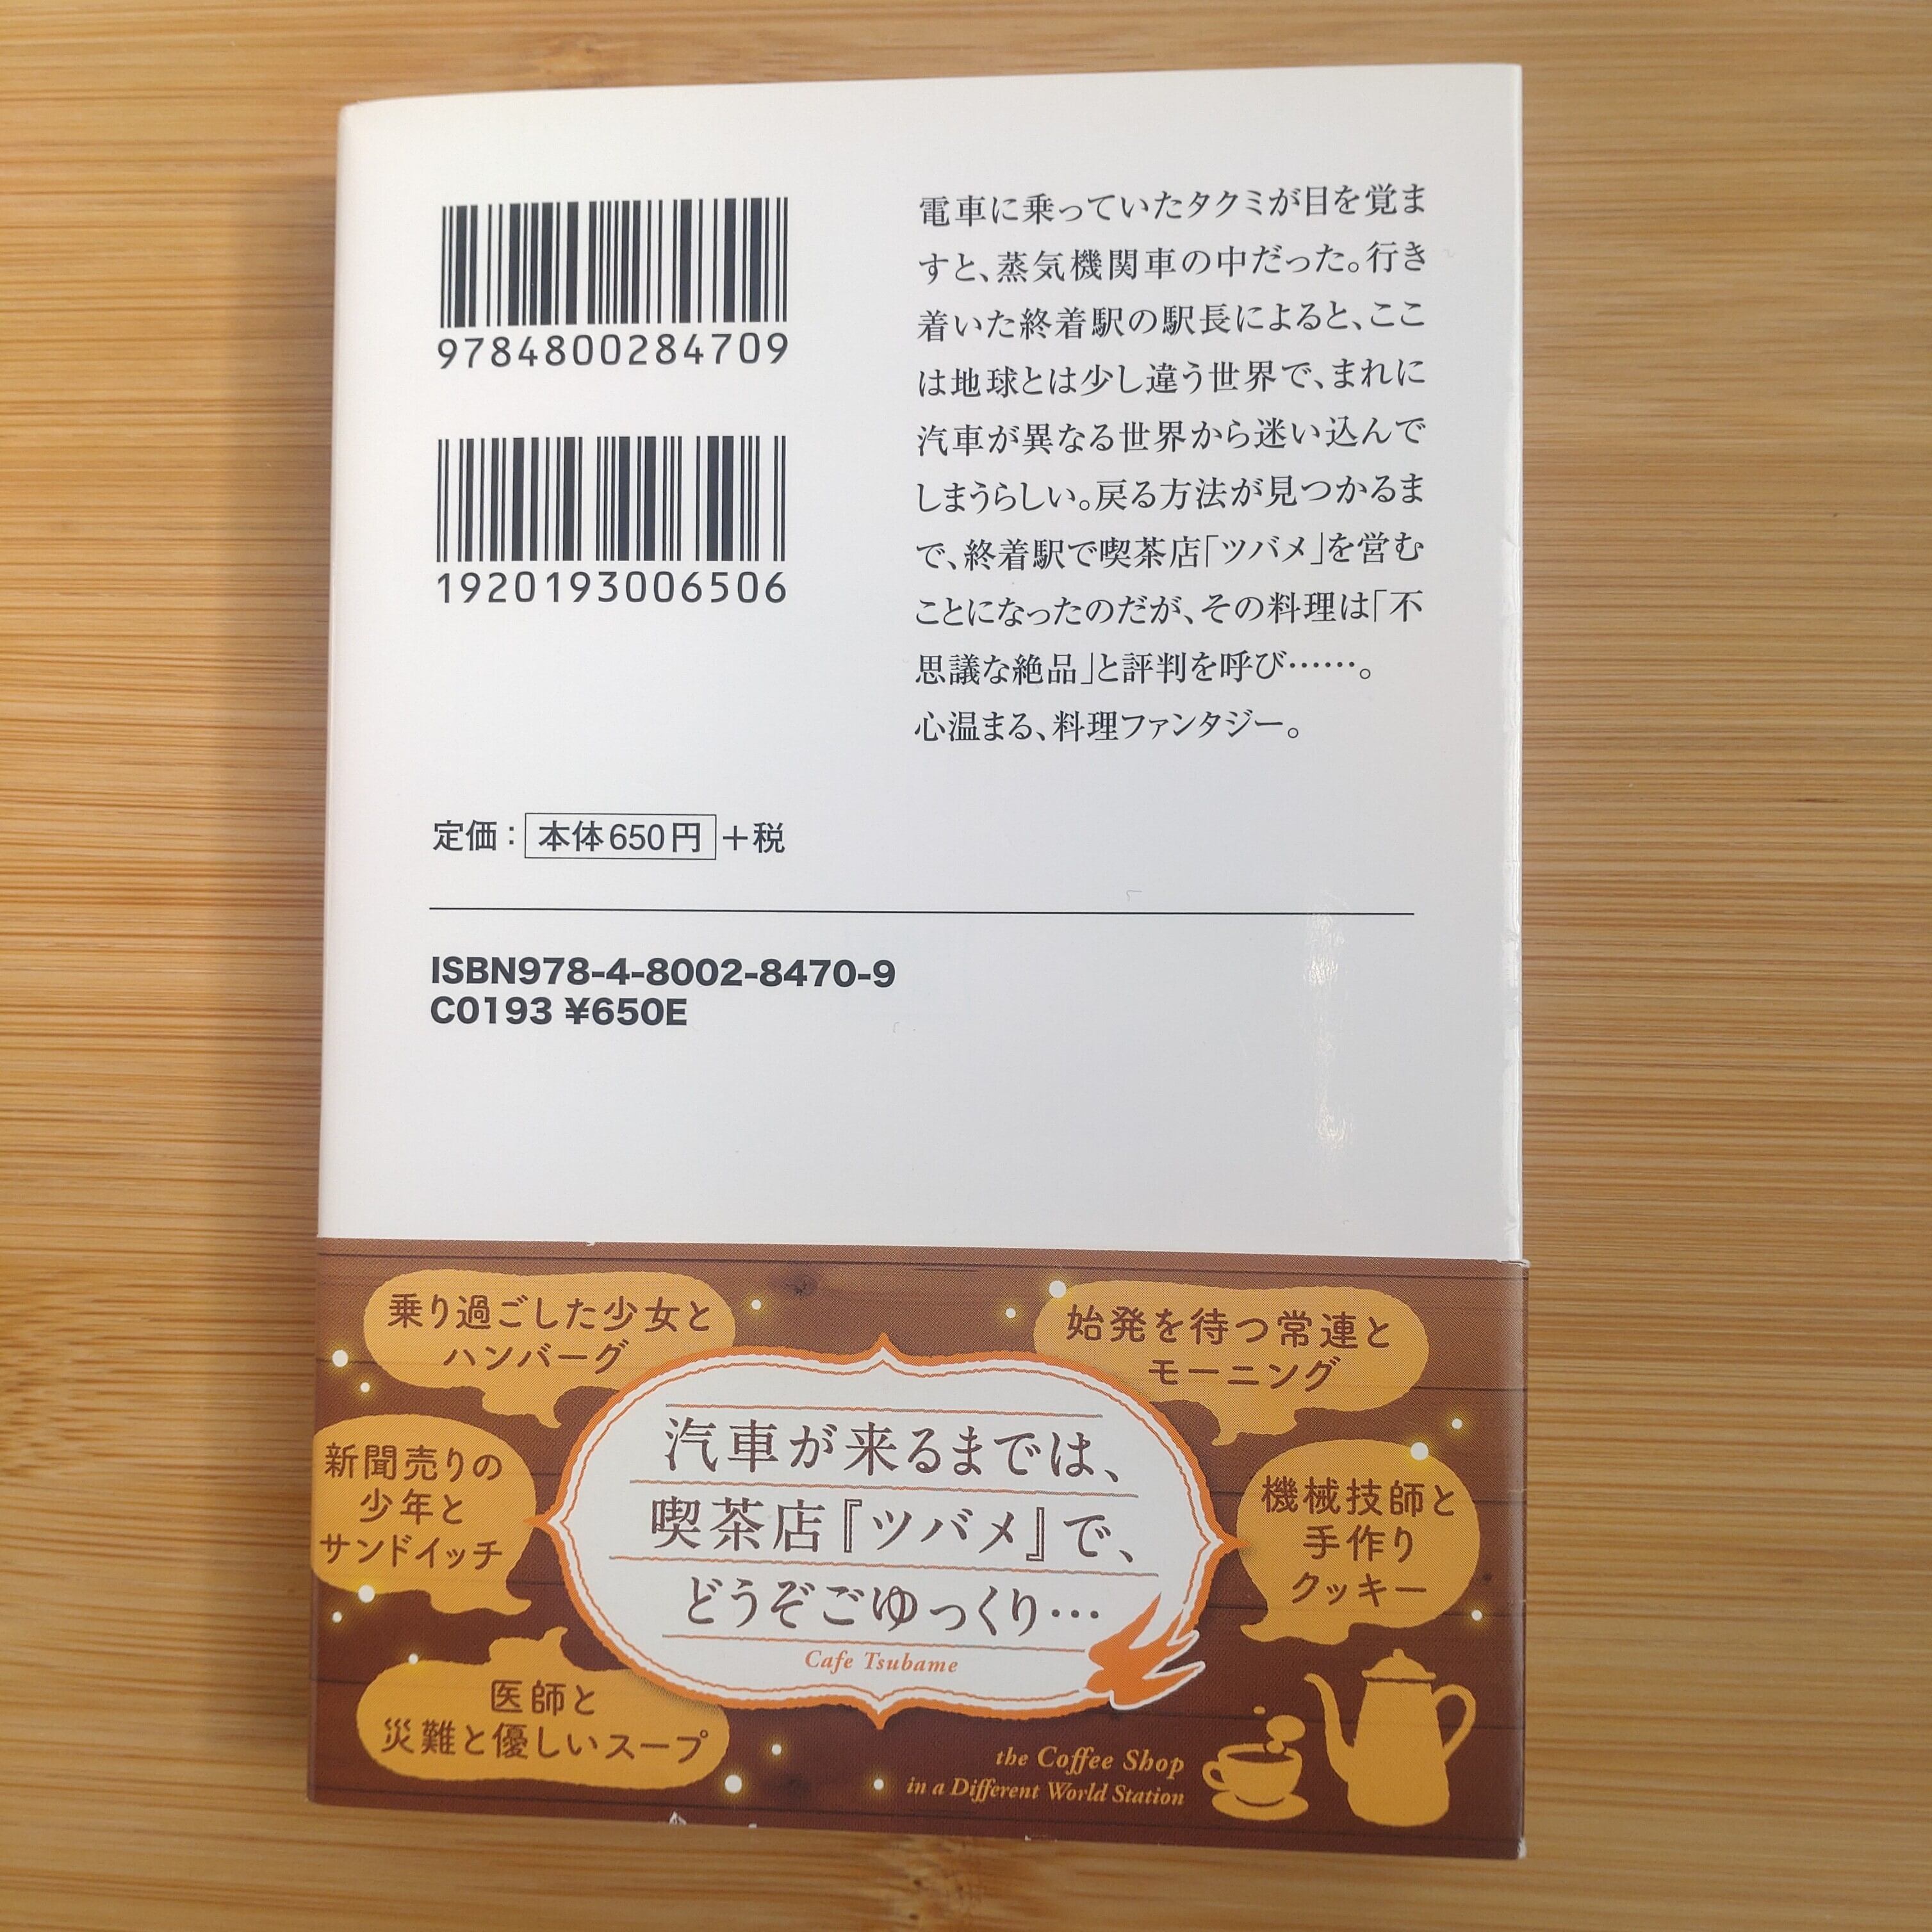 9784800284709
1920193006506
電車に乗っていたタクミが目を覚ま
すと、蒸気機関車の中だった。行き
着いた終着駅の駅長によると、ここ
は地球とは少し違う世界で、まれに
汽車が異なる世界から迷い込んで
しまうらしい。戻る方法が見つかるま
で、終着駅で喫茶店「ツバメ」を営む
ことになったのだが、その料理は「不
思議な絶品」と評判を呼び……。
心温まる、料理ファンタジー。
定価：本体650円＋税
ISBN978-4-8002-8470-9
C0193 ¥650E
乗り過ごした少女と
ハンバーグ
始発を待つ常連と
モーニング
新聞売りの
少年と
サンドイッチ
汽車が来るまでは、
喫茶店『ツバメ』で、
どうぞごゆっくり…
Cafe Tsubame
機械技師と
手作り
クッキー
医師と
災難と優しいスープ
the Coffee Shop
in a Different World Station